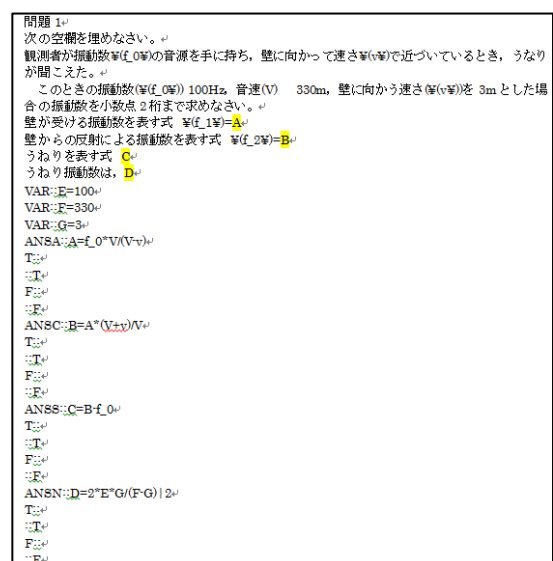 問題 1↵
次の空欄を埋めなさい。↵
観測者が振動数¥(f_0¥)の音源を手に持ち，壁に向かって速さ¥(v¥)で近づいているとき，うなり
が聞こえた。↵
このときの振動数(¥(f_0¥)) 100Hz，音速(V) 330m，壁に向かう速さ(¥(v¥))を 3m とした場
合の振動数を小数点 2 桁まで求めなさい。↵
壁が受ける振動数を表す式 ¥(f_1¥)=A↵
壁からの反射による振動数を表す式 ¥(f_2¥)=B↵
うねりを表す式 C↵
うねり振動数は，D↵
VAR::E=100↵
VAR::F=330↵
VAR::G=3↵
ANSA::A=f_0*V/(V-v)↵
T::↵
::T↵
F::↵
::F↵
ANSC::B=A*(V+v)/V↵
T::↵
::T↵
F::↵
::F↵
ANSS::C=B-f_0↵
T::↵
::T↵
F::↵
::F↵
ANSN::D=2*E*G/(F-G)|2↵
T::↵
::T↵
F::↵
::F↵